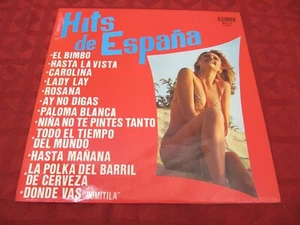 Hits
de España
-EL BIMBO
-HASTA LA VISTA
-CAROLINA
-LADY LAY
-ROSANA
-AY NO DIGAS
-PALOMA BLANCA
-NIÑA NO TE PINTES TANTO
-TODO EL TIEMPO
DEL MUNDO
-HASTA MAÑANA
-LA POLKA DEL BARRIL
DE CERVEZA
-DONDE VAS "DOMITILA"